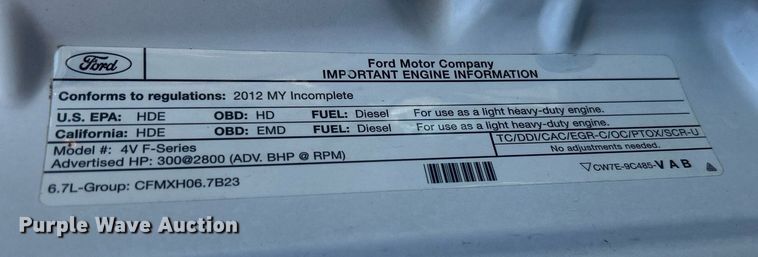 Ford
Ford Motor Company
IMPORTANT ENGINE INFORMATION
Conforms to regulations: 2012 MY Incomplete
U.S. EPA: HDE OBD: HD FUEL: Diesel For use as a light heavy-duty engine.
California: HDE OBD: EMD FUEL: Diesel For use as a light heavy-duty engine.
Model #: 4V F-Series
TC/DDI/CAC/EGR-C/OC/PTOX/SCR-U
Advertised HP: 300@2800 (ADV. BHP @ RPM)
No adjustments needed.
6.7L-Group: CFMXH06.7B23
CW7E-9C485-VAB
Purple Wave Auction